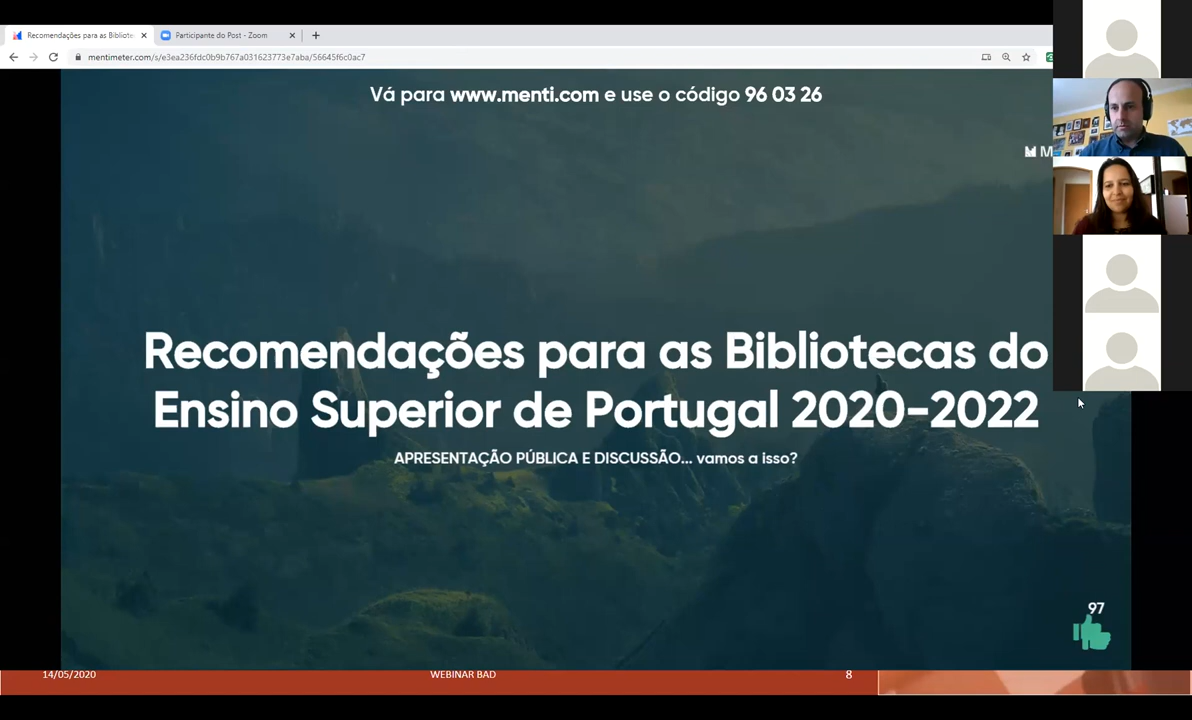 Recomendações para as Bibliote
Participante do Post - Zoom
mentimeter.com/s/e3ea236fdc0b9b767a031623773e7aba/56645f6c0ac7
Vá para www.menti.com e use o código 96 03 26
M
Recomendações para as Bibliotecas do
Ensino Superior de Portugal 2020-2022
APRESENTAÇÃO PÚBLICA E DISCUSSÃO... vamos a isso?
97
14/05/2020 WEBINAR BAD 8